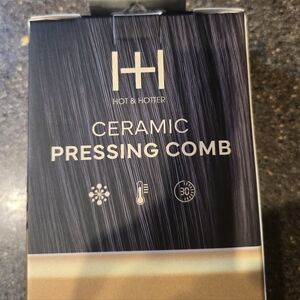 HH
HOT & HOTTER
CERAMIC
PRESSING COMB
30